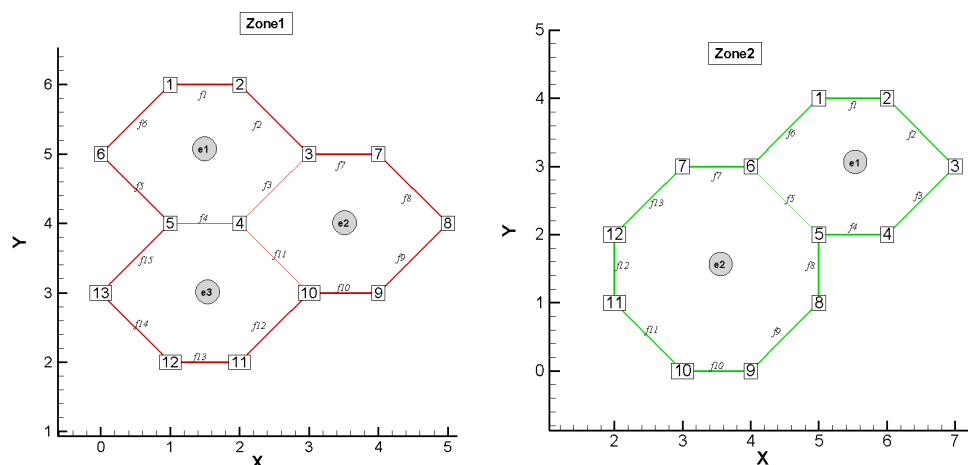 Zone1
6
5
4
3
2
1
Y
0 1 2 3 4 5
X
1 2
f1
f6 f2
e1
6 3 7
f7
f5 f3 f8
5 f4 4 e2 8
f15 f11 f9
13 e3 10 f10 9
f14 f12
12 f13 11
Zone2
5
4
3
2
1
0
Y
2 3 4 5 6 7
X
1 2
f1
f6 f2
e1
7 6 3
f7
f13 f5 f3
12 5 f4 4
f12 e2 f8
11 8
f11 f9
10 f10 9